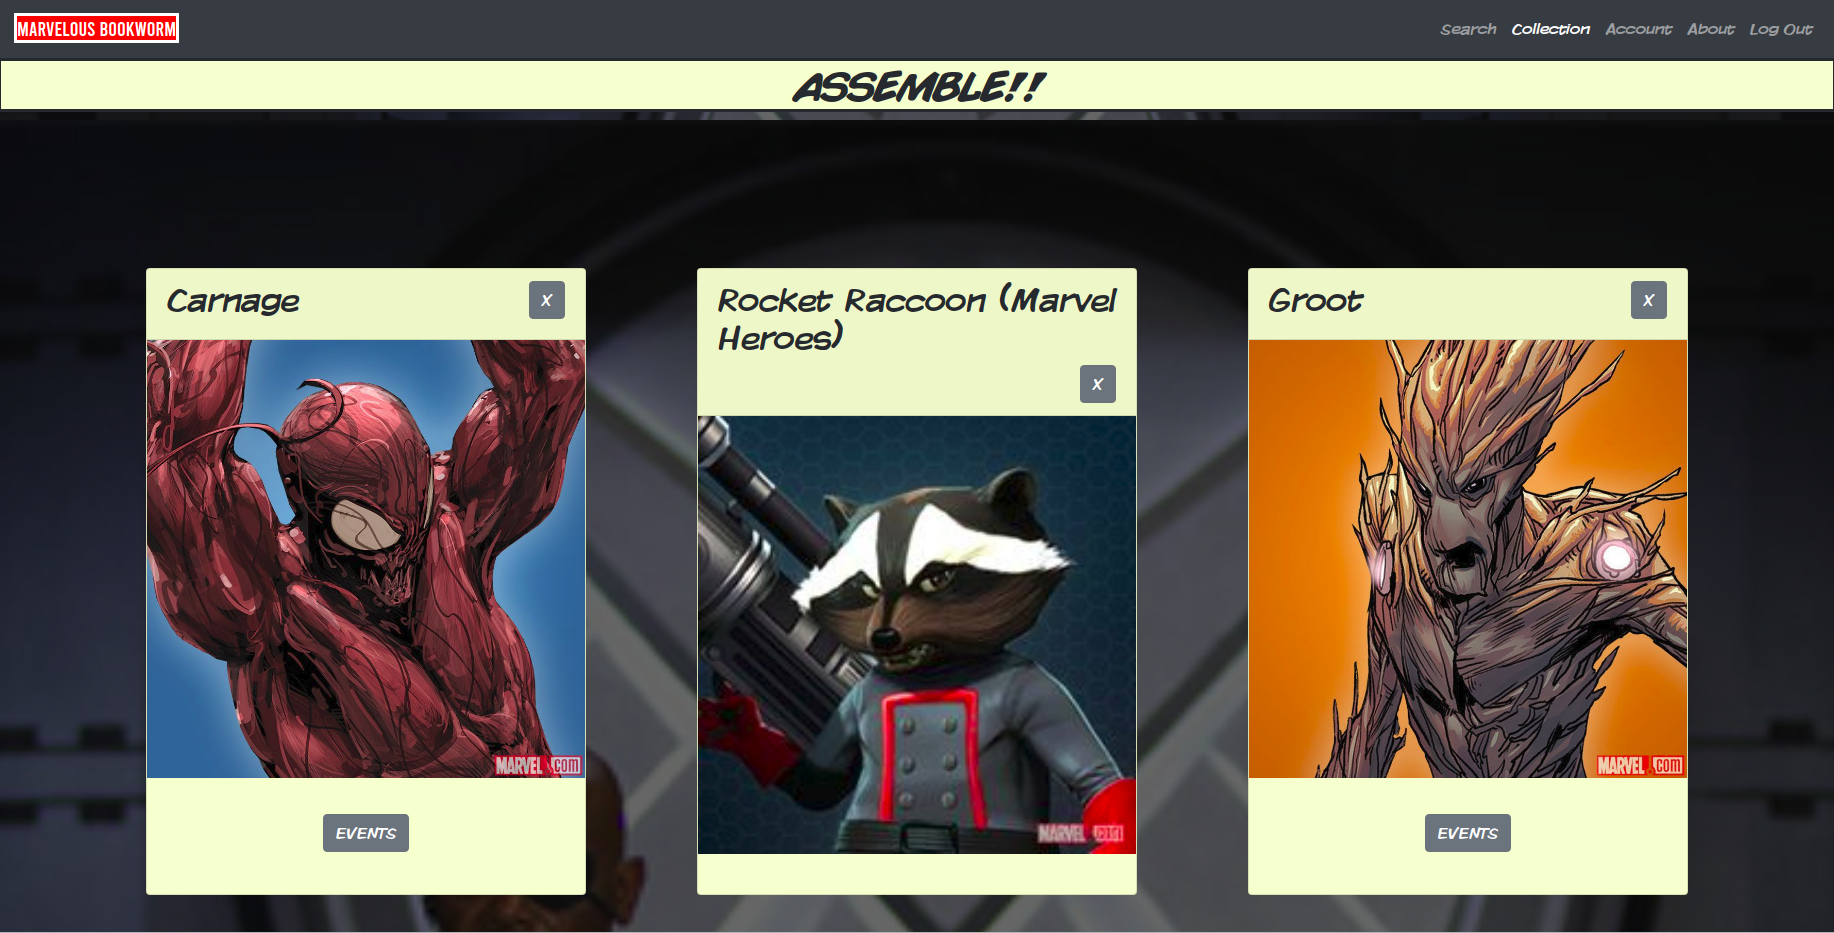 MARVELOUS BOOKWORM
Search Collection Account About Log Out
ASSEMBLE!!
Carnage X
Rocket Raccoon (Marvel
Heroes)
X
Groot X
MARVEL.COM
MARVEL.COM
MARVEL.COM
EVENTS
EVENTS